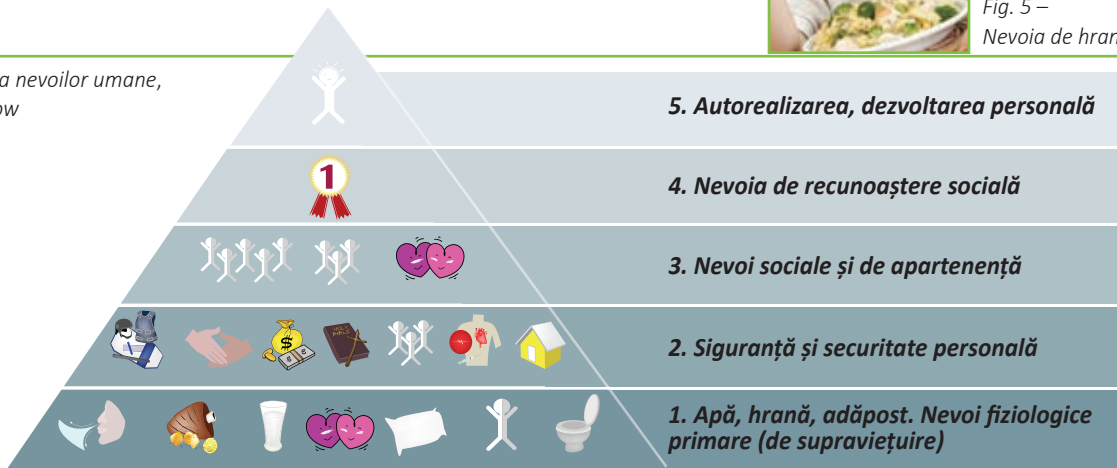 Fig. 5 –
Nevoia de hran
a nevoilor umane,
ow
5. Autorealizarea, dezvoltarea personală
1
4. Nevoia de recunoaștere socială
3. Nevoi sociale și de apartenență
$
HOLY
BIBLE
2. Siguranță și securitate personală
1. Apă, hrană, adăpost. Nevoi fiziologice
primare (de supraviețuire)